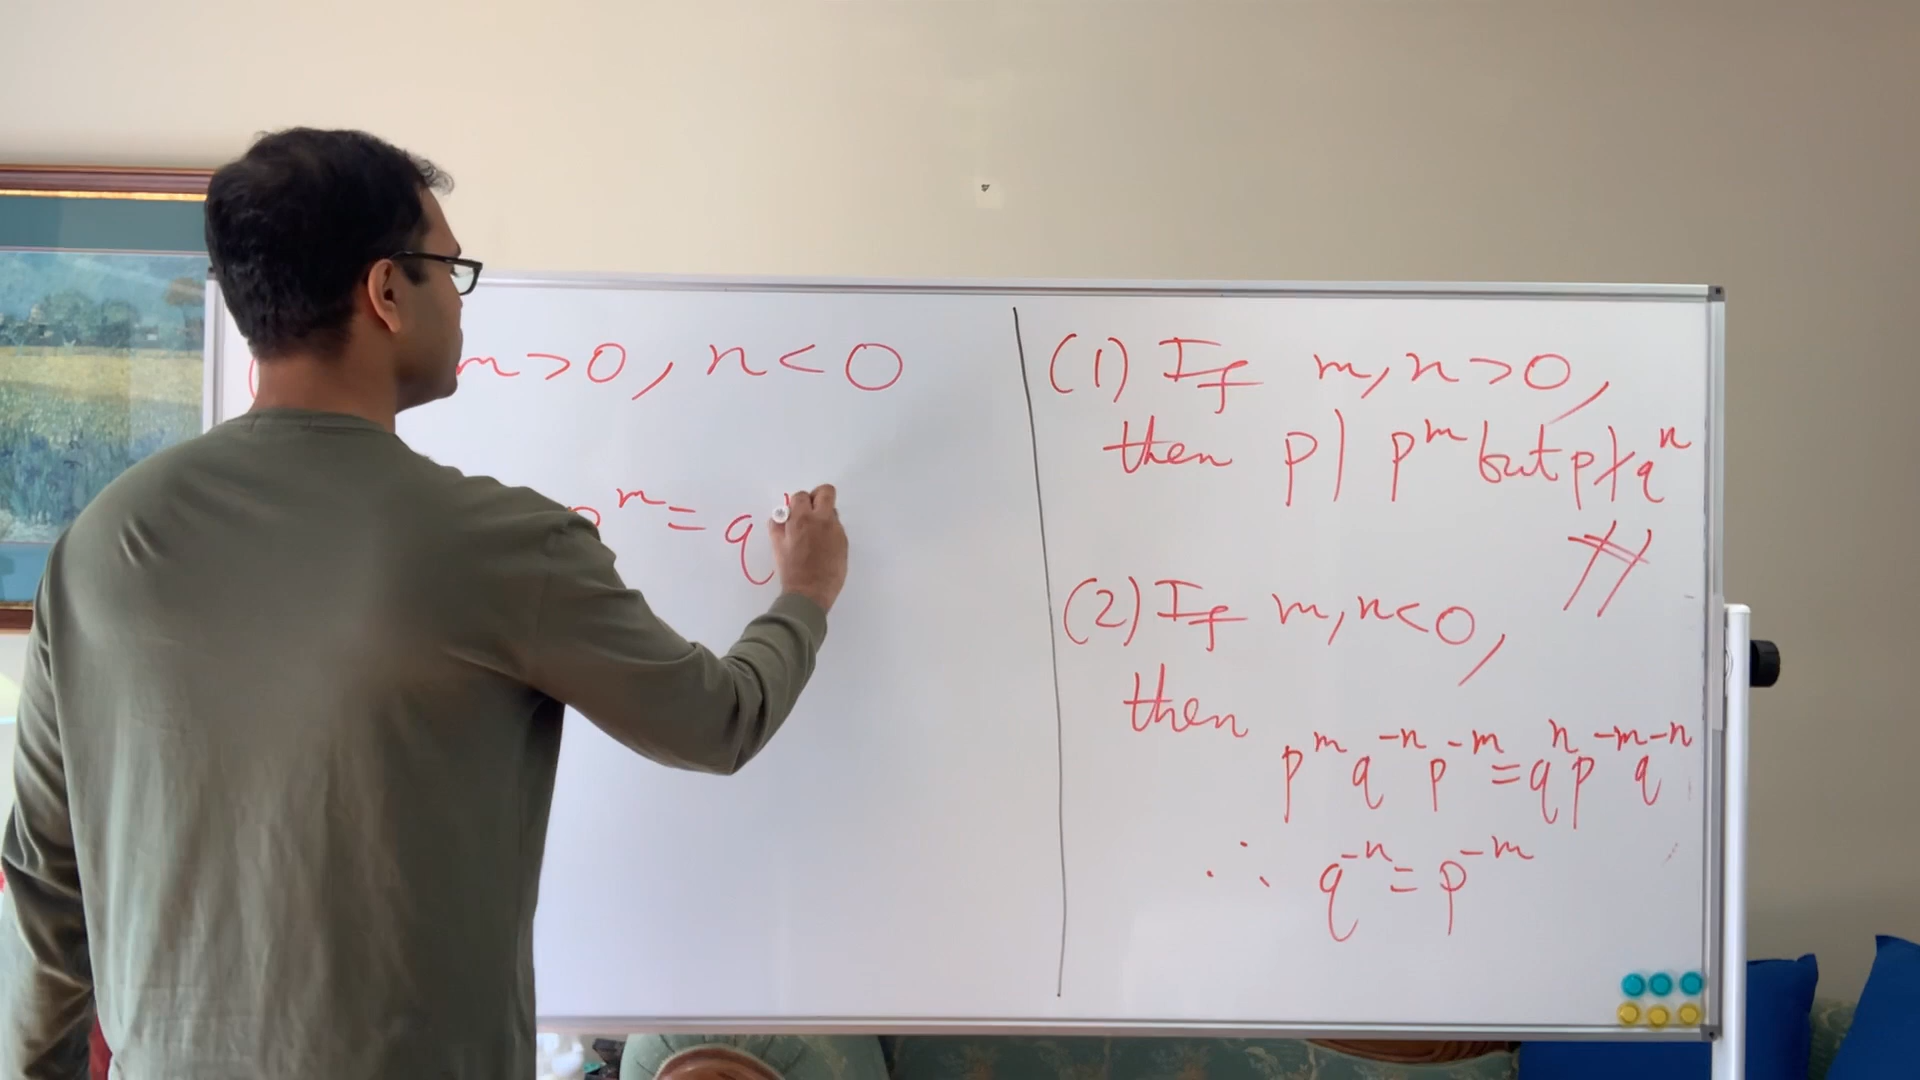 m > 0 , n < 0
p^m = q
(1) If m, n > 0,
then p | p^m but p ∤ q^n
(2) If m, n < 0,
then
p^m q^-n p^-m = q^n p^-m q^-n
∴ q^-n = p^-m